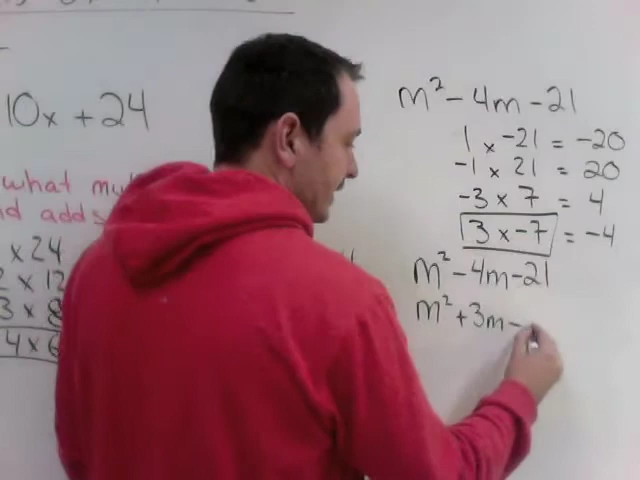 10x + 24
what mu
nd adds
x 24
2 x 12
3 x 8
4 x 6
m² - 4m - 21
1 x -21 = -20
-1 x 21 = 20
-3 x 7 = 4
3 x -7 = -4
m² - 4m - 21
m² + 3m -